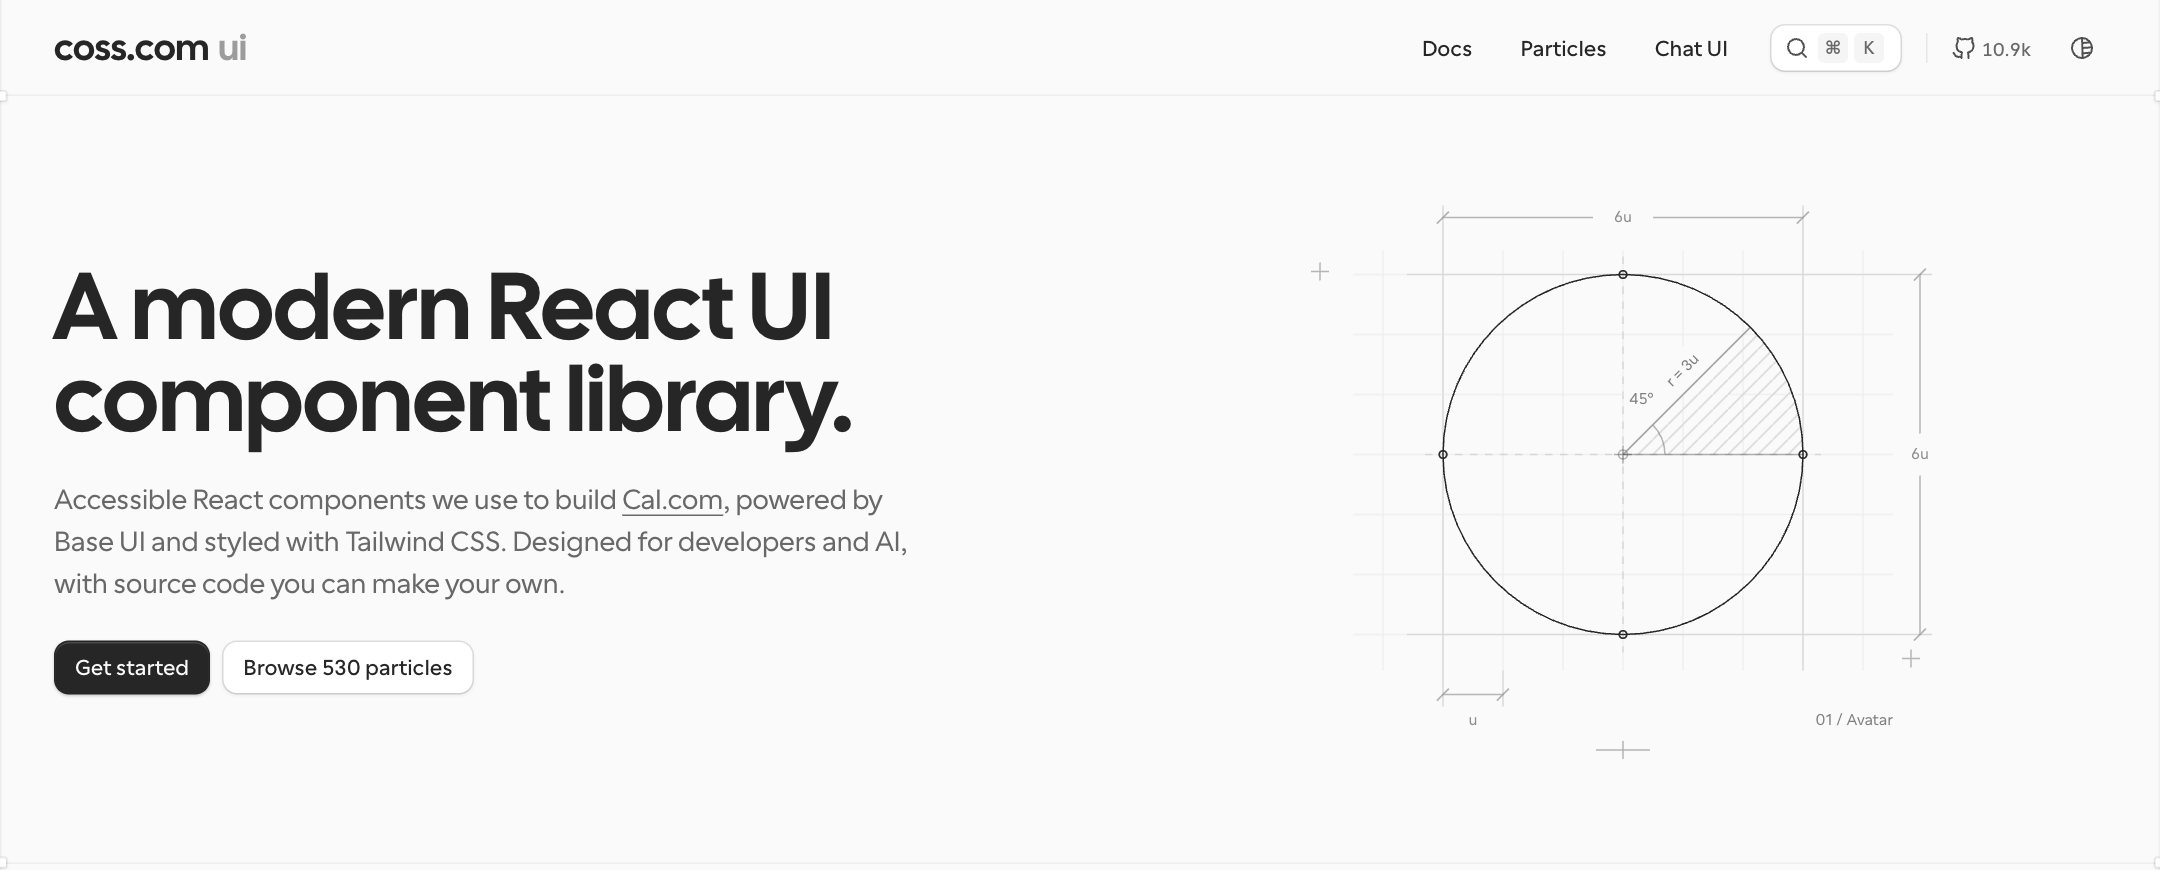 coss.com ui
Docs
Particles
Chat UI
⌘ K
10.9k
A modern React UI
component library.
Accessible React components we use to build Cal.com, powered by
Base UI and styled with Tailwind CSS. Designed for developers and AI,
with source code you can make your own.
Get started
Browse 530 particles
6u
r = 3u
45°
6u
u
01 / Avatar